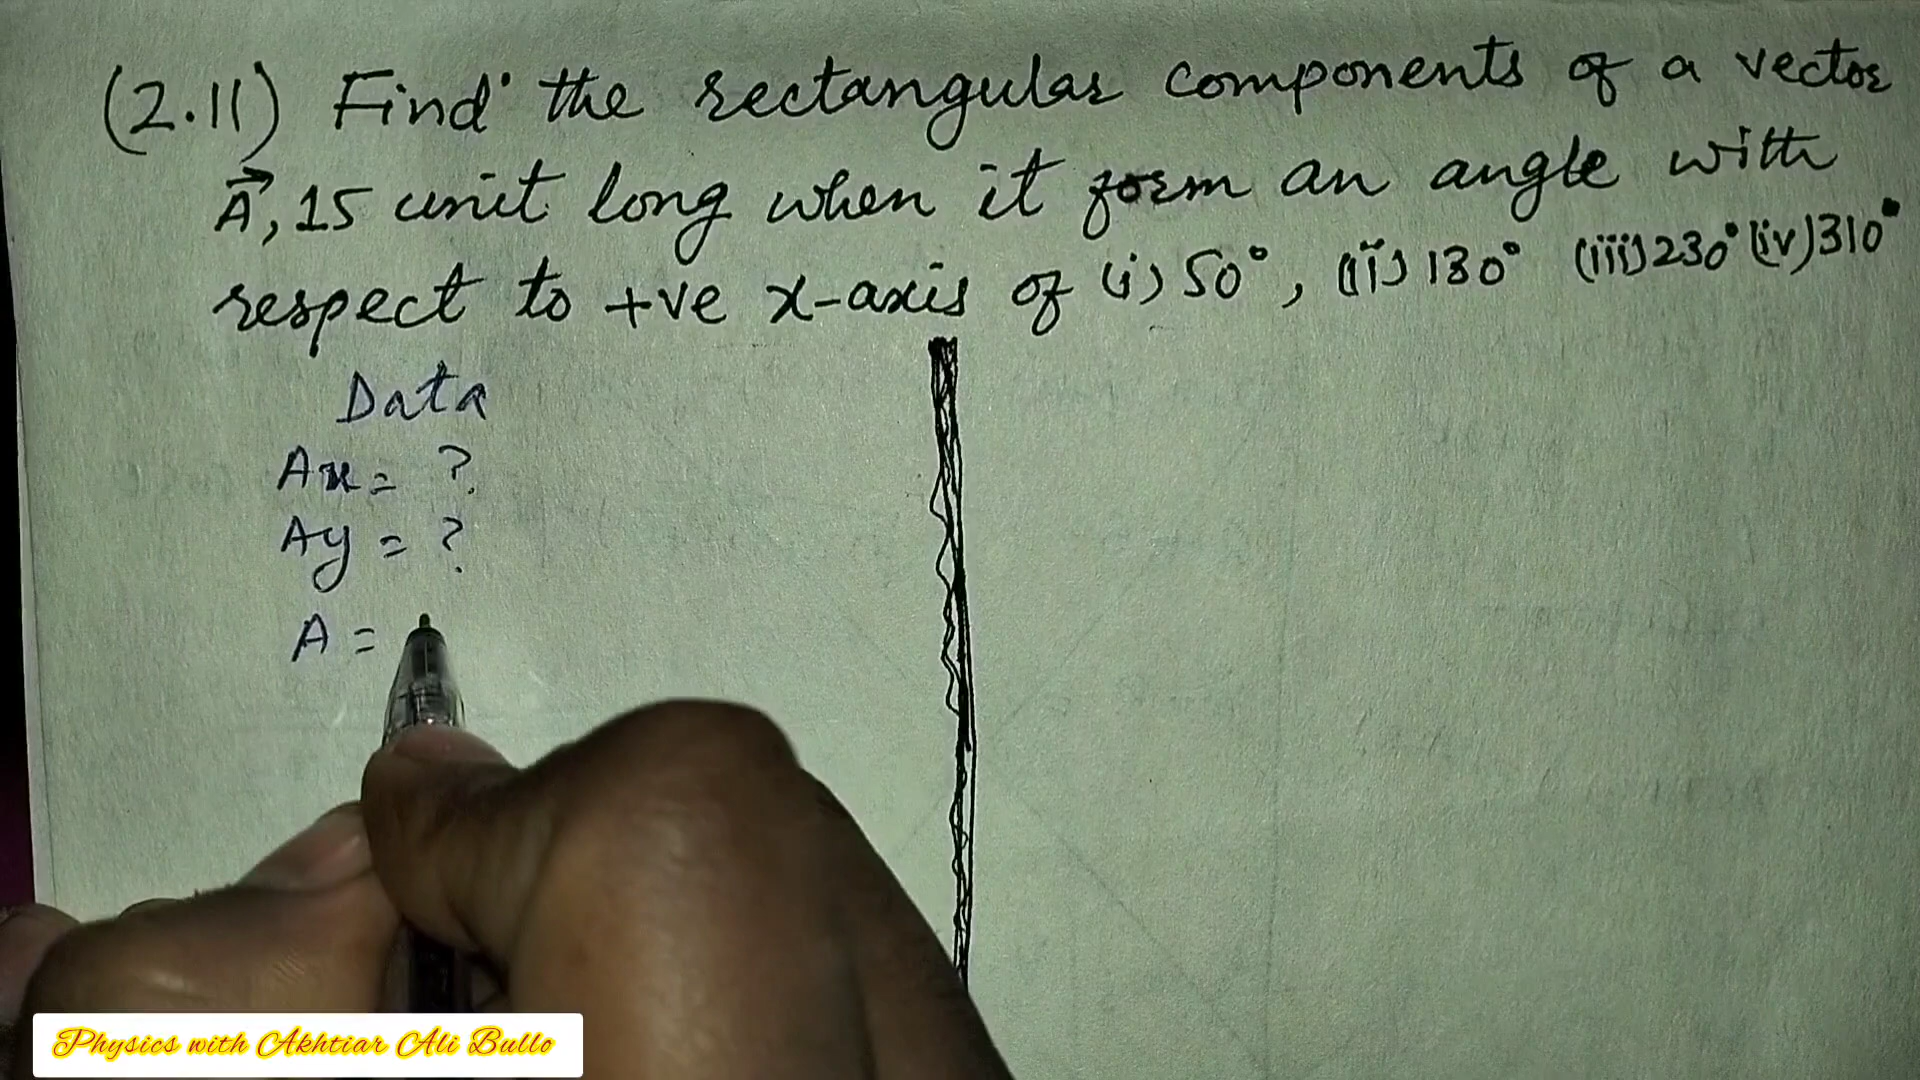 (2.11) Find the rectangular components of a vector
A⃗, 15 unit long when it form an angle with
respect to +ve x-axis of (i) 50°, (ii) 130° (iii) 230° (iv) 310°
Data
Ax = ?
Ay = ?
A =
Physics with Akhtiar Ali Bullo